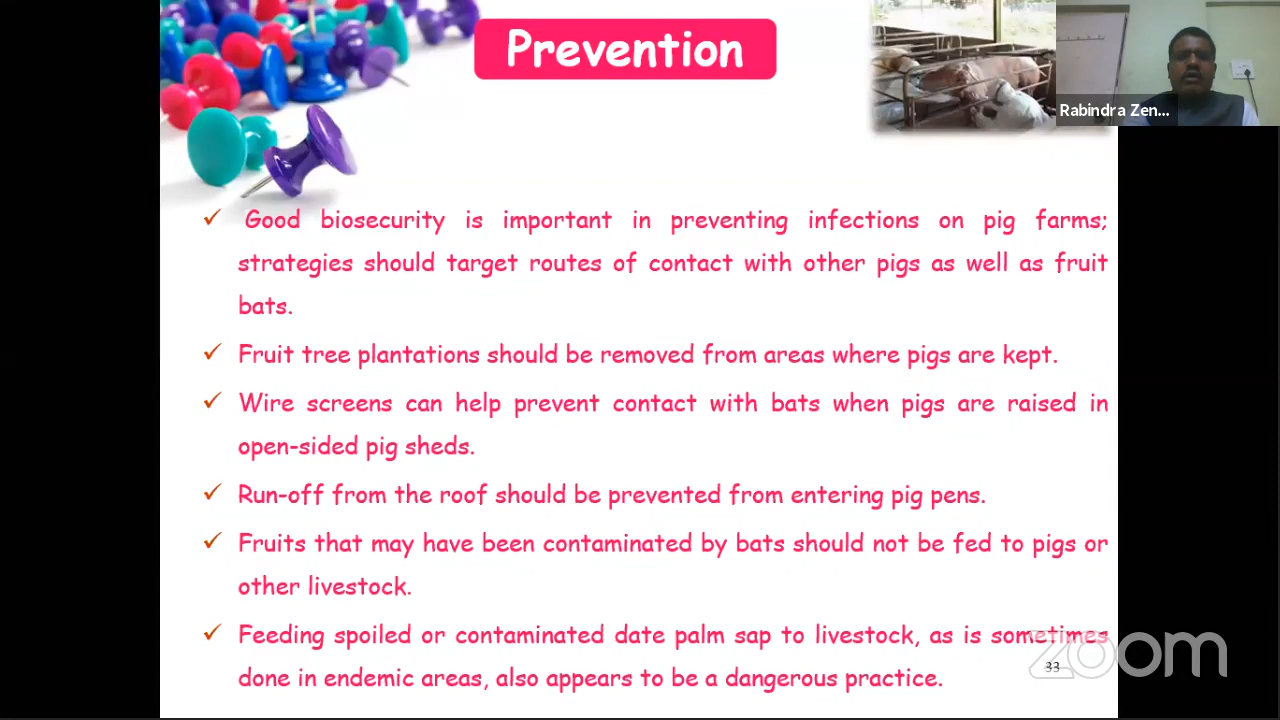 Prevention
Rabindra Zen...
✓ Good biosecurity is important in preventing infections on pig farms;
strategies should target routes of contact with other pigs as well as fruit
bats.
✓ Fruit tree plantations should be removed from areas where pigs are kept.
✓ Wire screens can help prevent contact with bats when pigs are raised in
open-sided pig sheds.
✓ Run-off from the roof should be prevented from entering pig pens.
✓ Fruits that may have been contaminated by bats should not be fed to pigs or
other livestock.
✓ Feeding spoiled or contaminated date palm sap to livestock, as is sometimes
done in endemic areas, also appears to be a dangerous practice.
33
zoom